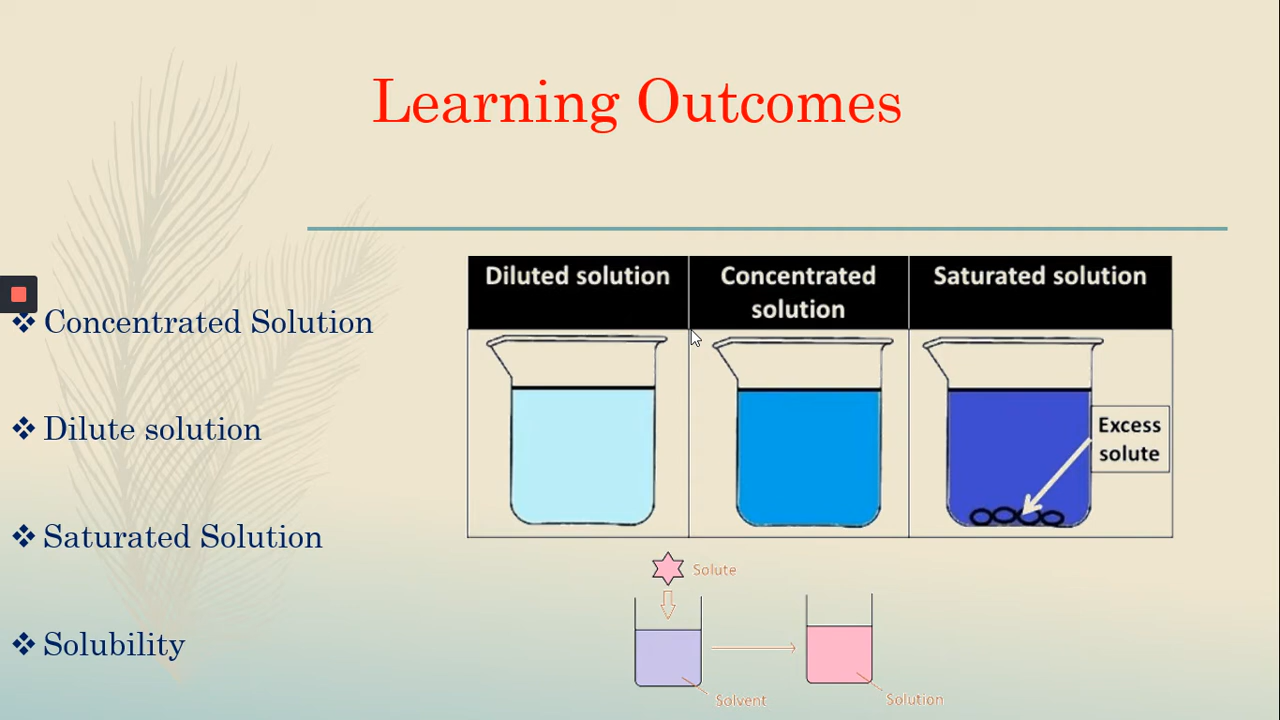 Learning Outcomes
Concentrated Solution
Dilute solution
Saturated Solution
Solubility
Diluted solution
Concentrated
solution
Saturated solution
Excess
solute
Solute
Solvent
Solution